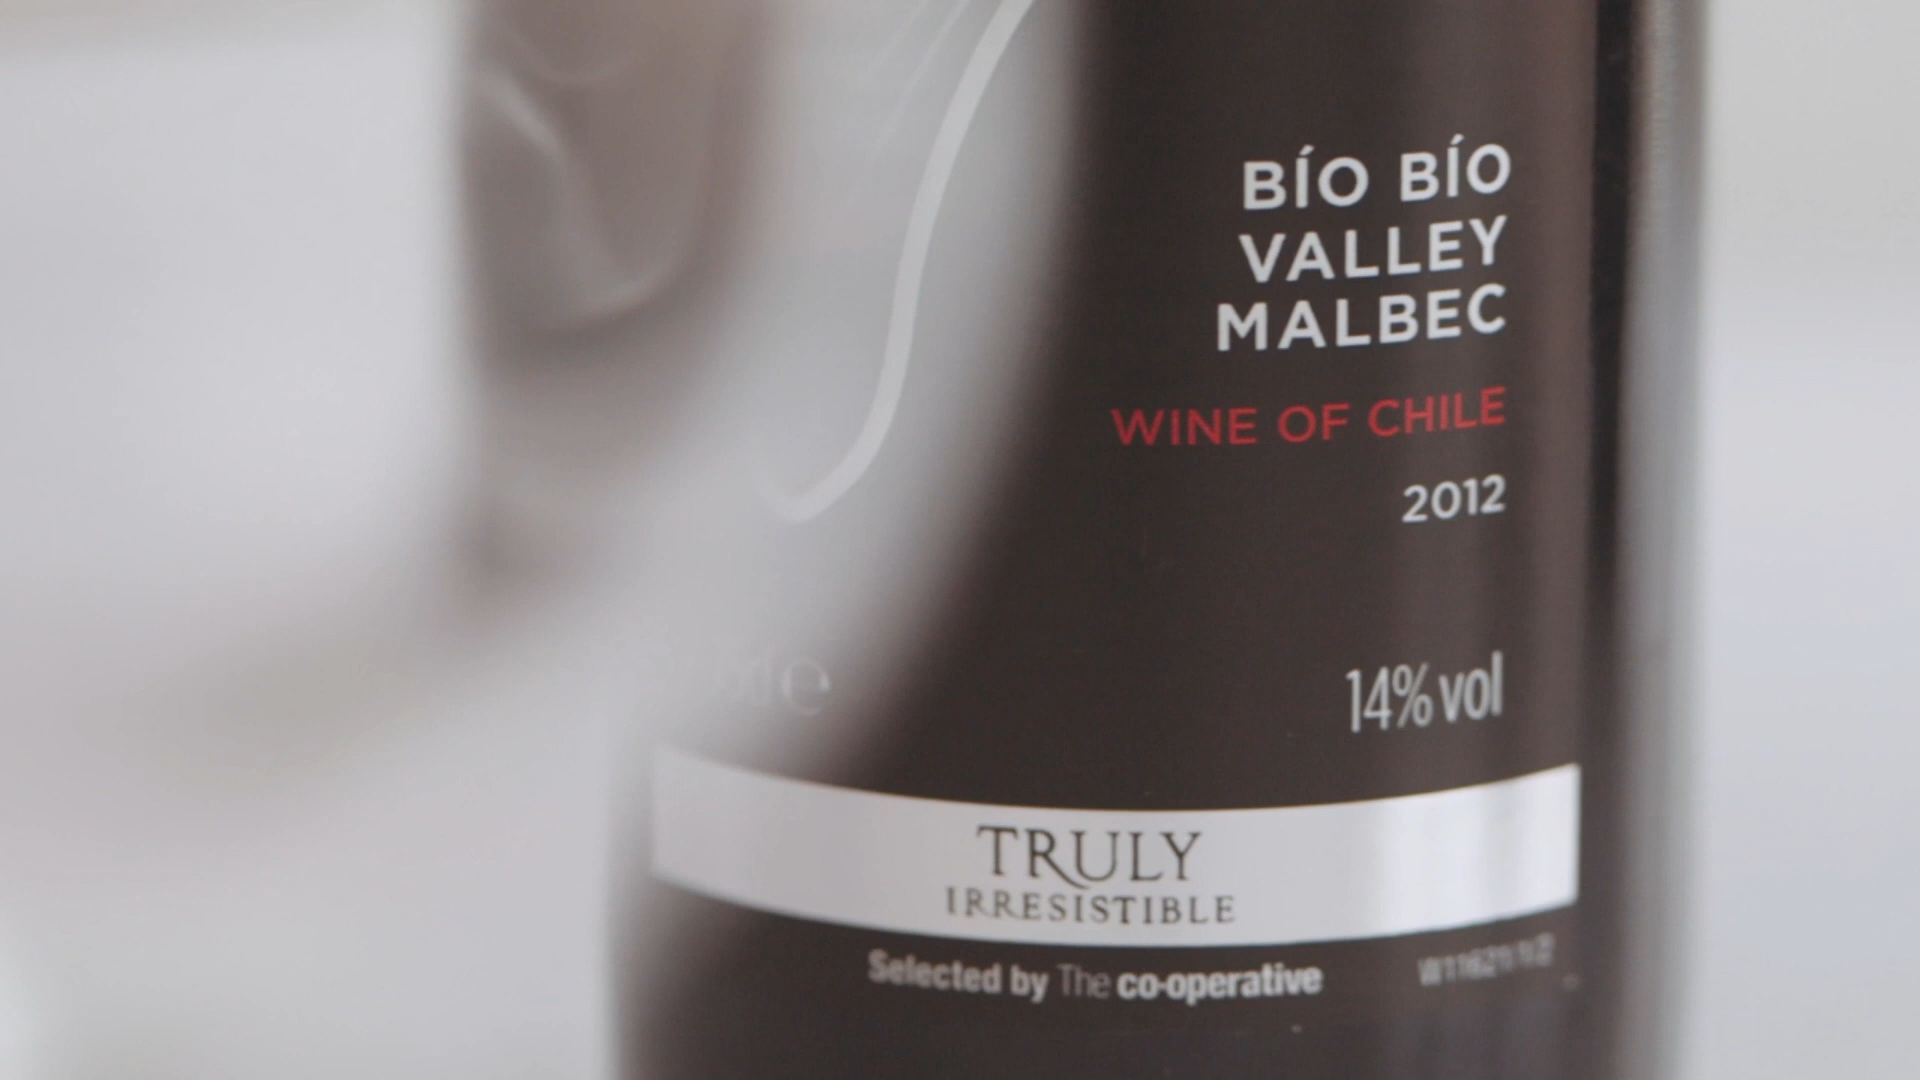 BÍO BÍO
VALLEY
MALBEC
WINE OF CHILE
2012
14% vol
TRULY
IRRESISTIBLE
Selected by The co-operative